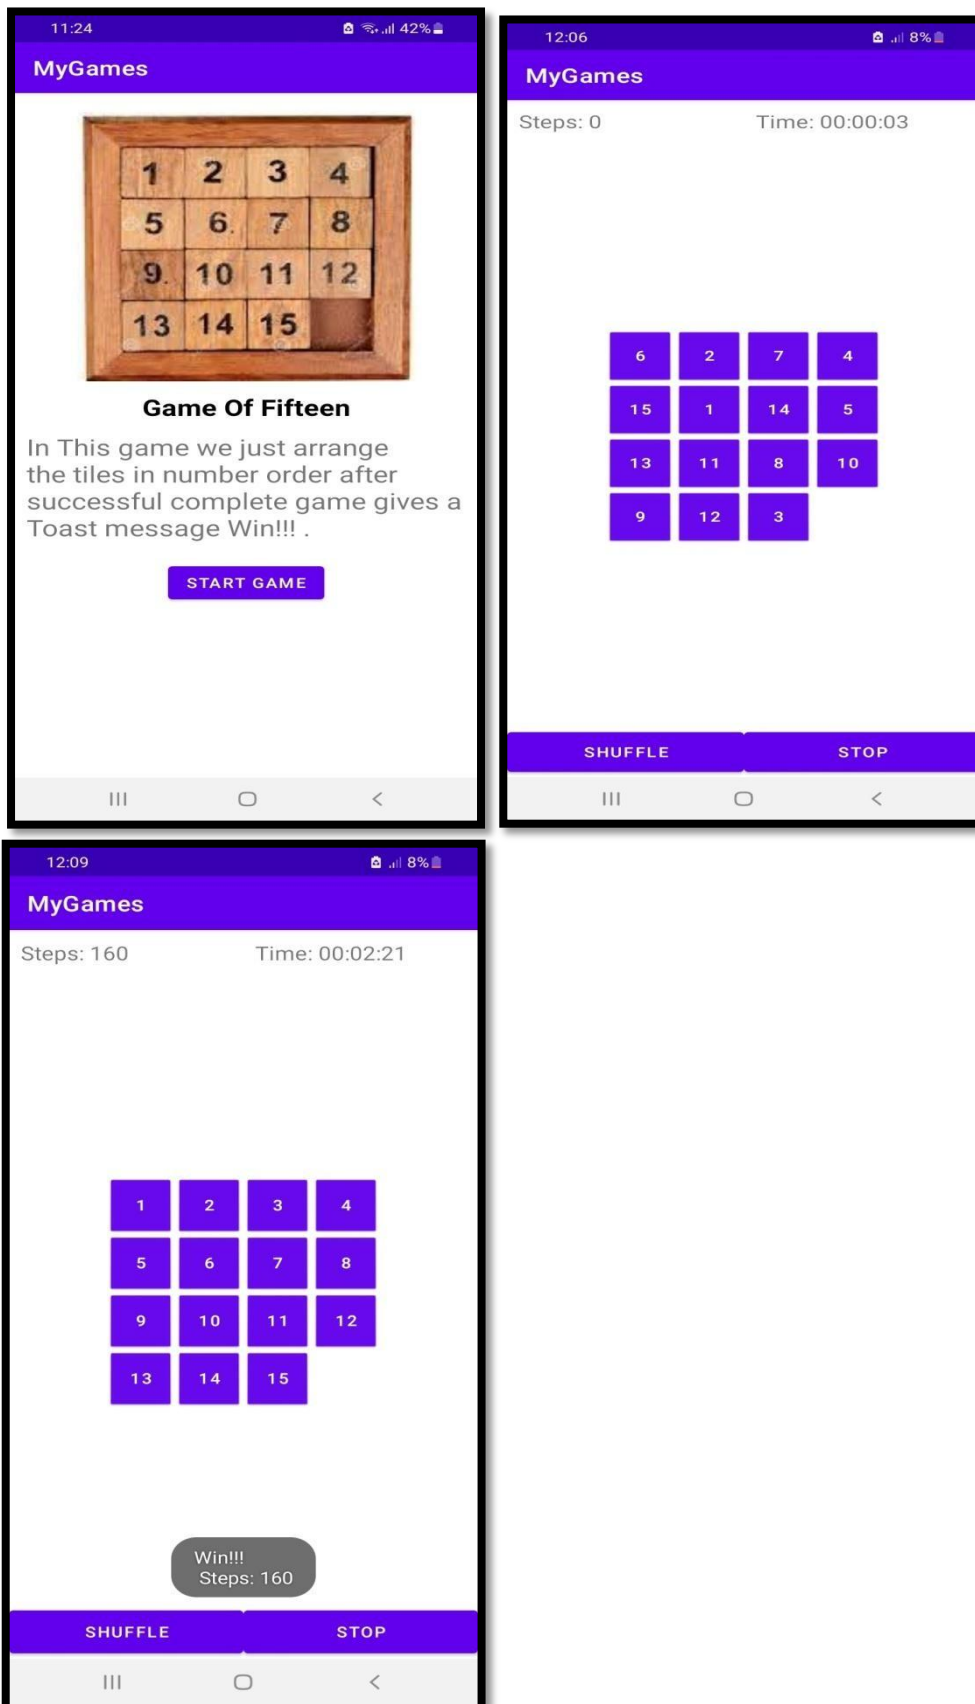 11:24
42%
MyGames
1 2 3 4
5 6. 7 8
9. 10 11 12
13 14 15
Game Of Fifteen
In This game we just arrange
the tiles in number order after
successful complete game gives a
Toast message Win!!! .
START GAME
12:06
8%
MyGames
Steps: 0
Time: 00:00:03
6 2 7 4
15 1 14 5
13 11 8 10
9 12 3
SHUFFLE
STOP
12:09
8%
MyGames
Steps: 160
Time: 00:02:21
1 2 3 4
5 6 7 8
9 10 11 12
13 14 15
Win!!!
Steps: 160
SHUFFLE
STOP